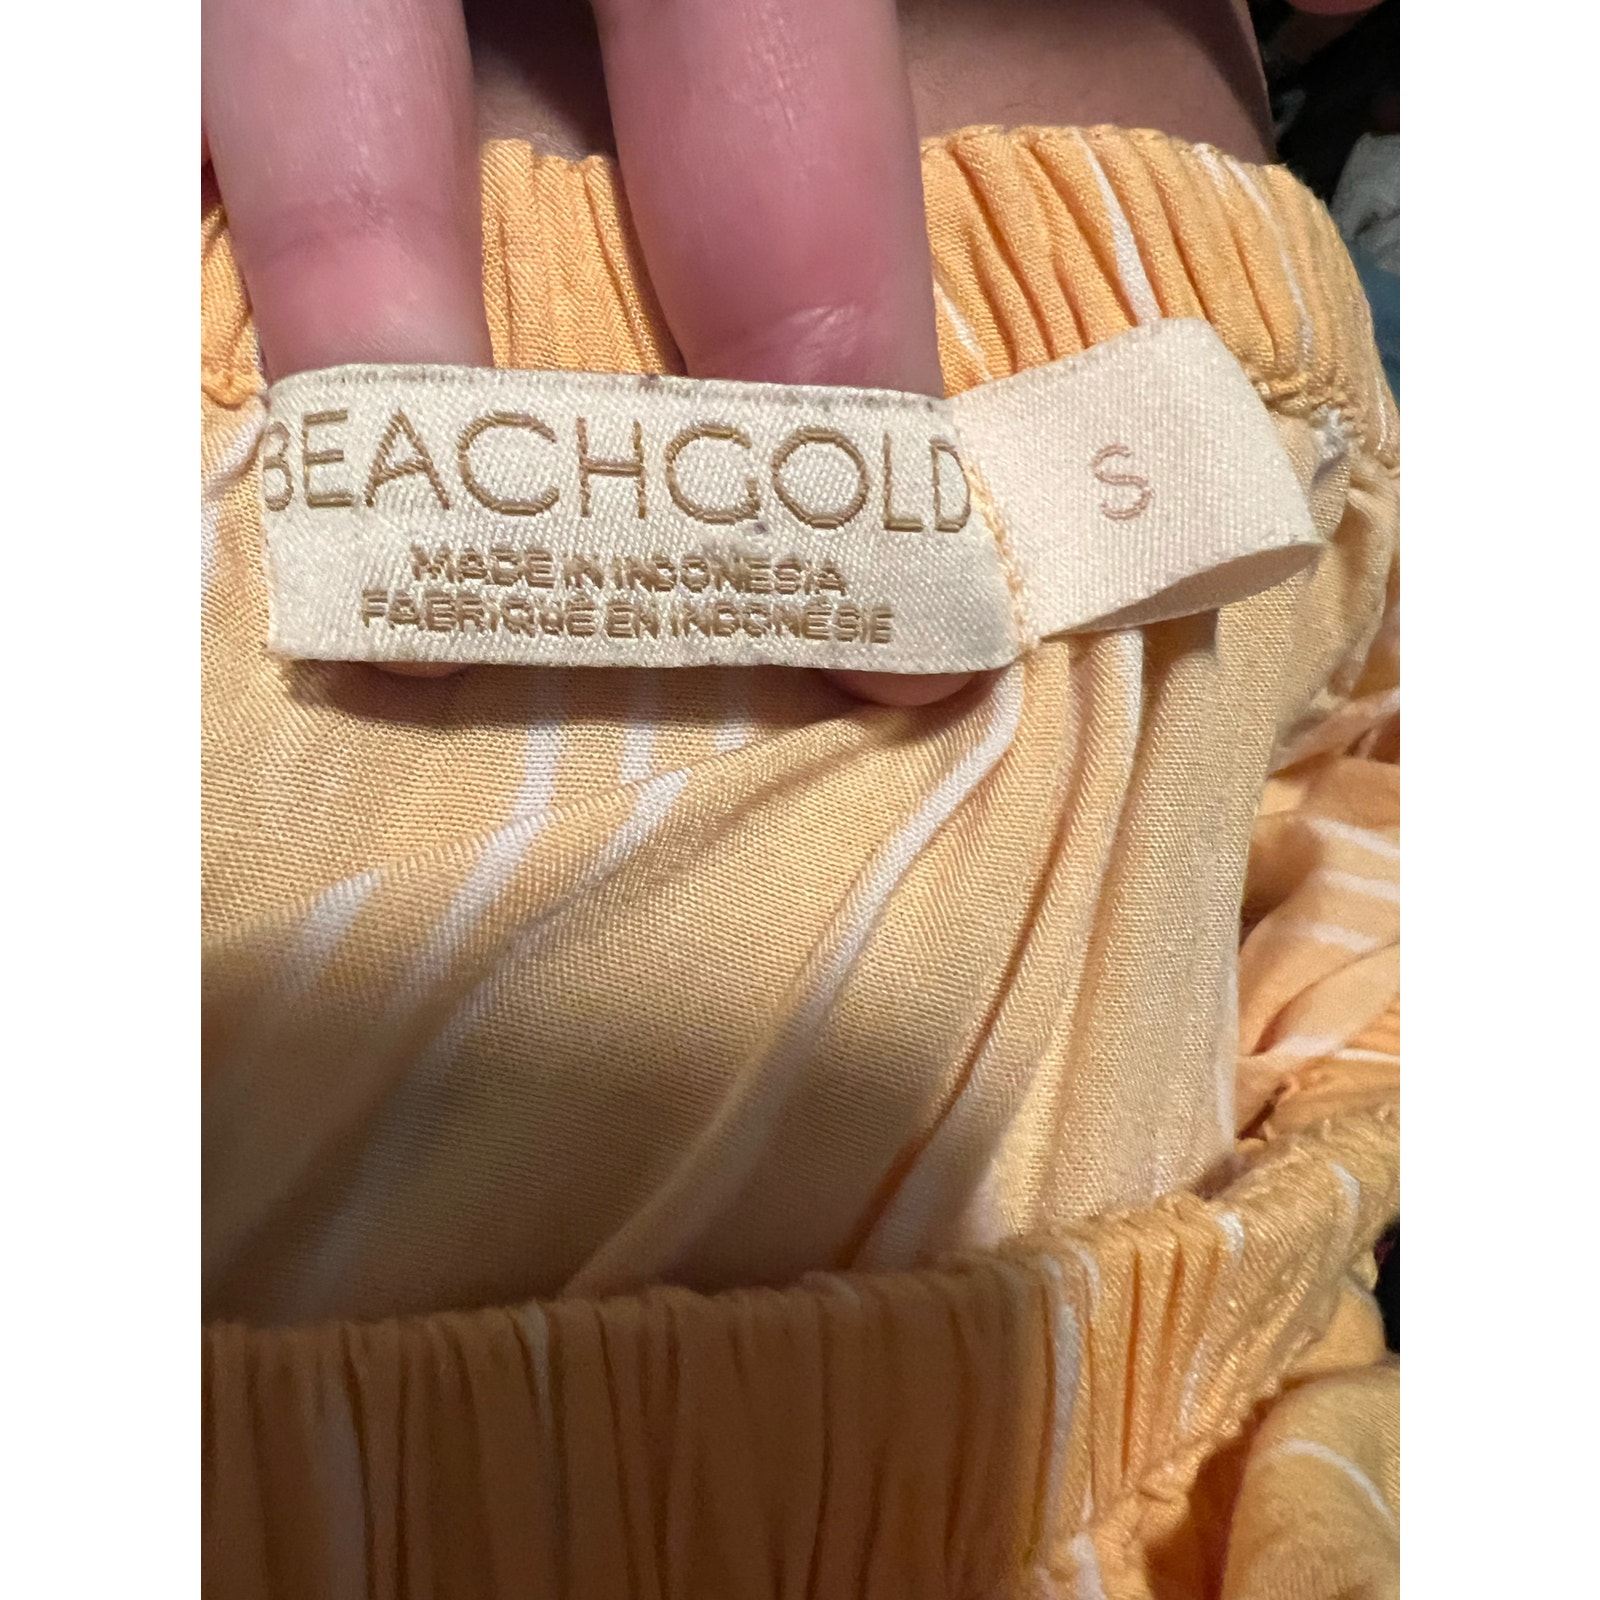 BEACHGOLD
S
MADE IN INDONESIA
FABRIQUÉ EN INDONÉSIE